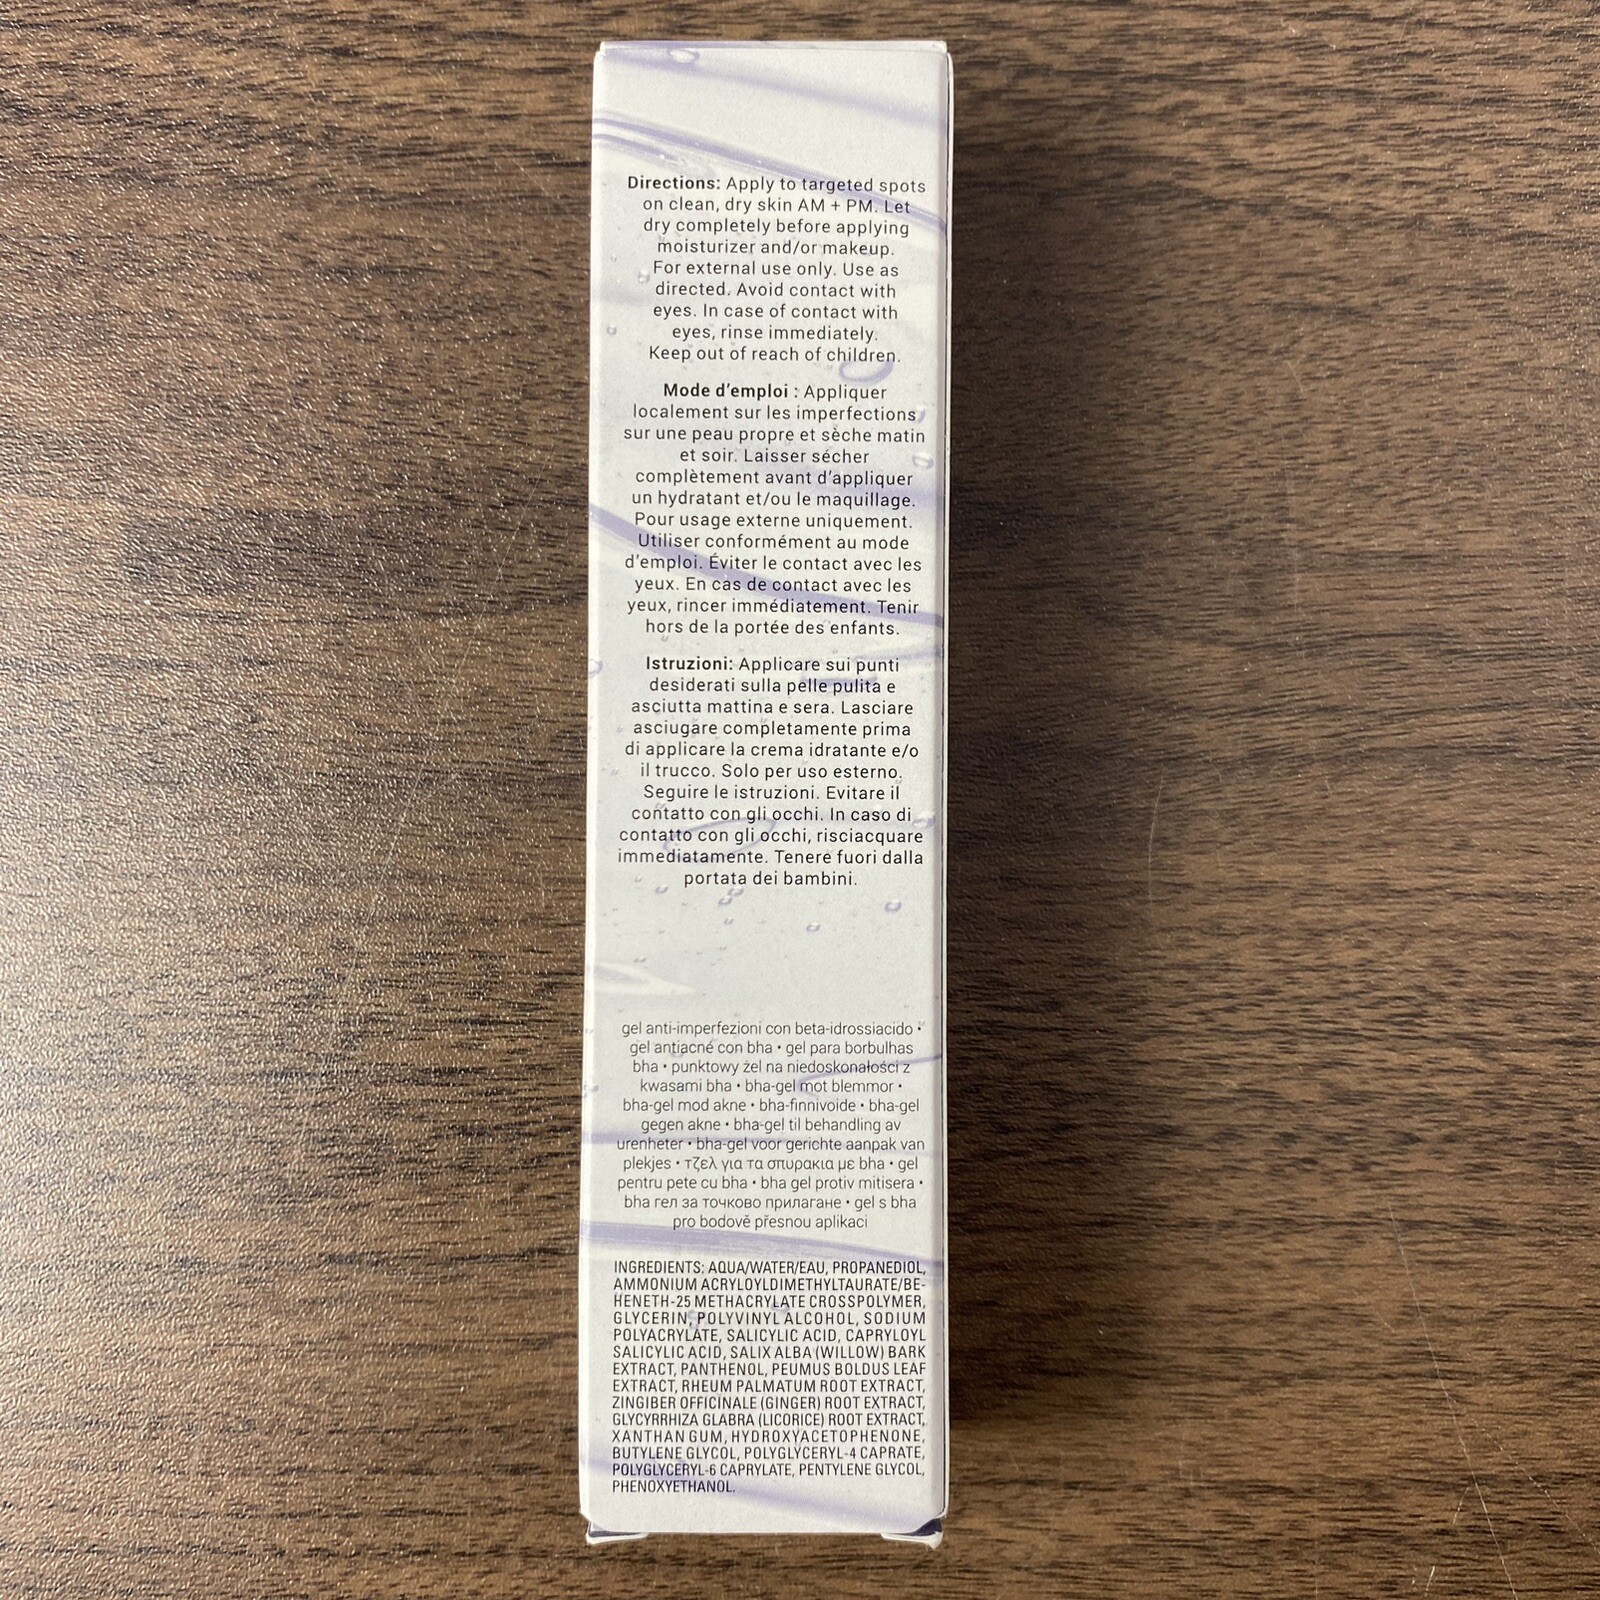 Directions: Apply to targeted spots
on clean, dry skin AM + PM. Let
dry completely before applying
moisturizer and/or makeup.
For external use only. Use as
directed. Avoid contact with
eyes. In case of contact with
eyes, rinse immediately.
Keep out of reach of children.
Mode d'emploi : Appliquer
localement sur les imperfections
sur une peau propre et sèche matin
et soir. Laisser sécher
complètement avant d'appliquer
un hydratant et/ou le maquillage.
Pour usage externe uniquement.
Utiliser conformément au mode
d'emploi. Éviter le contact avec les
yeux. En cas de contact avec les
yeux, rincer immédiatement. Tenir
hors de la portée des enfants.
Istruzioni: Applicare sui punti
desiderati sulla pelle pulita e
asciutta mattina e sera. Lasciare
asciugare completamente prima
di applicare la crema idratante e/o
il trucco. Solo per uso esterno.
Seguire le istruzioni. Evitare il
contatto con gli occhi. In caso di
contatto con gli occhi, risciacquare
immediatamente. Tenere fuori dalla
portata dei bambini.
gel anti-imperfezioni con beta-idrossiacido •
gel antiacné con bha • gel para borbulhas
bha • punktowy żel na niedoskonałości z
kwasami bha • bha-gel mot blemmor •
bha-gel mod akne • bha-finnivoide • bha-gel
gegen akne • bha-gel til behandling av
urenheter • bha-gel voor gerichte aanpak van
plekjes • τζελ για τα σπυρακια με bha • gel
pentru pete cu bha • bha gel protiv mitisera •
bha гел за точково прилагане • gel s bha
pro bodově přesnou aplikaci
INGREDIENTS: AQUA/WATER/EAU, PROPANEDIOL,
AMMONIUM ACRYLOYLDIMETHYLTAURATE/BE-
HENETH-25 METHACRYLATE CROSSPOLYMER,
GLYCERIN, POLYVINYL ALCOHOL, SODIUM
POLYACRYLATE, SALICYLIC ACID, CAPRYLOYL
SALICYLIC ACID, SALIX ALBA (WILLOW) BARK
EXTRACT, PANTHENOL, PEUMUS BOLDUS LEAF
EXTRACT, RHEUM PALMATUM ROOT EXTRACT,
ZINGIBER OFFICINALE (GINGER) ROOT EXTRACT,
GLYCYRRHIZA GLABRA (LICORICE) ROOT EXTRACT,
XANTHAN GUM, HYDROXYACETOPHENONE,
BUTYLENE GLYCOL, POLYGLYCERYL-4 CAPRATE,
POLYGLYCERYL-6 CAPRYLATE, PENTYLENE GLYCOL,
PHENOXYETHANOL.